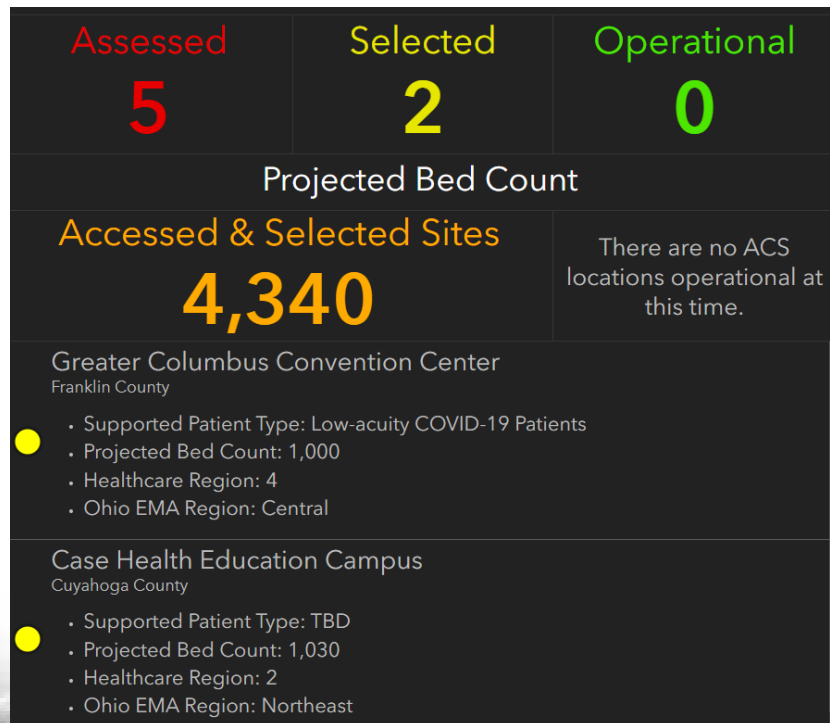 Assessed
5
Selected
2
Operational
0
Projected Bed Count
Accessed & Selected Sites
4,340
There are no ACS
locations operational at
this time.
Greater Columbus Convention Center
Franklin County
• Supported Patient Type: Low-acuity COVID-19 Patients
• Projected Bed Count: 1,000
• Healthcare Region: 4
• Ohio EMA Region: Central
Case Health Education Campus
Cuyahoga County
• Supported Patient Type: TBD
• Projected Bed Count: 1,030
• Healthcare Region: 2
• Ohio EMA Region: Northeast